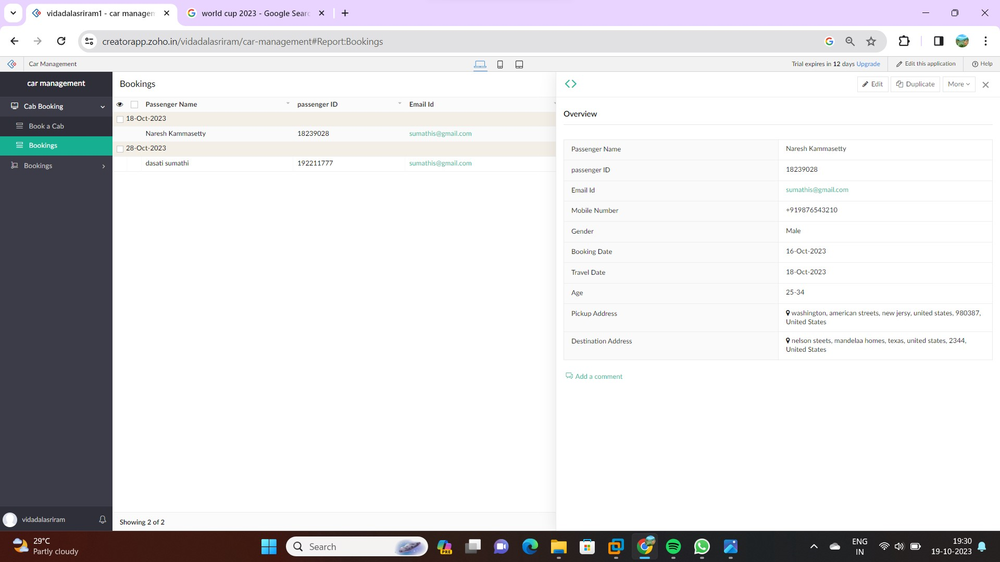 vidadalasriram1 - car managen
world cup 2023 - Google Searc
creatorapp.zoho.in/vidadalasriram/car-management#Report:Bookings
Car Management
Trial expires in 12 days Upgrade
Edit this application
Help
car management
Cab Booking
Book a Cab
Bookings
Bookings
vidadalasriram
Bookings
Passenger Name passenger ID Email Id
18-Oct-2023
Naresh Kammasetty 18239028 sumathis@gmail.com
28-Oct-2023
dasati sumathi 192211777 sumathis@gmail.com
Showing 2 of 2
Edit
Duplicate
More
Overview
Passenger Name Naresh Kammasetty
passenger ID 18239028
Email Id sumathis@gmail.com
Mobile Number +919876543210
Gender Male
Booking Date 16-Oct-2023
Travel Date 18-Oct-2023
Age 25-34
Pickup Address washington, american streets, new jersy, united states, 980387,
United States
Destination Address nelson steets, mandelaa homes, texas, united states, 2344,
United States
Add a comment
29°C
Partly cloudy
Search
PRE
ENG
IN
19:30
19-10-2023